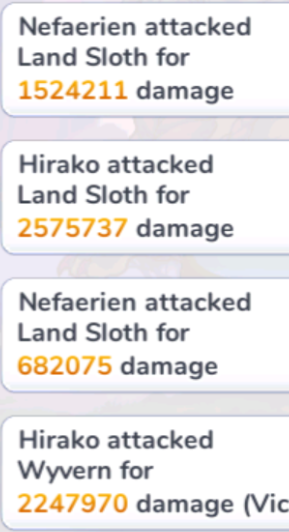 Nefaerien attacked
Land Sloth for
1524211 damage
Hirako attacked
Land Sloth for
2575737 damage
Nefaerien attacked
Land Sloth for
682075 damage
Hirako attacked
Wyvern for
2247970 damage (Vic